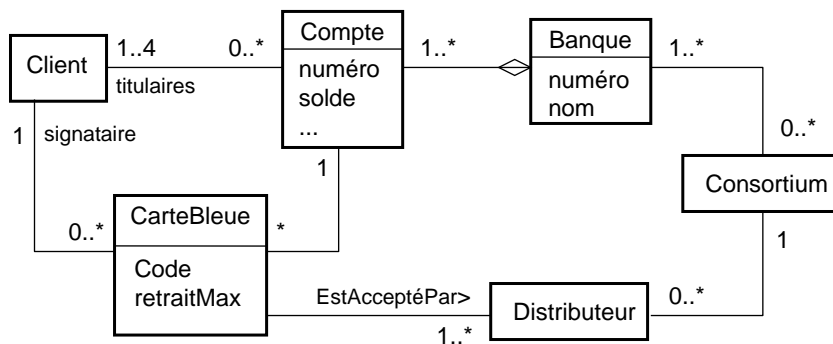 Client
1..4
titulaires
0..*
Compte
numéro
solde
...
1..*
Banque
numéro
nom
1..*
0..*
Consortium
1
1
signataire
0..*
CarteBleue
Code
retraitMax
*
1
EstAcceptéPar>
1..*
Distributeur
0..*